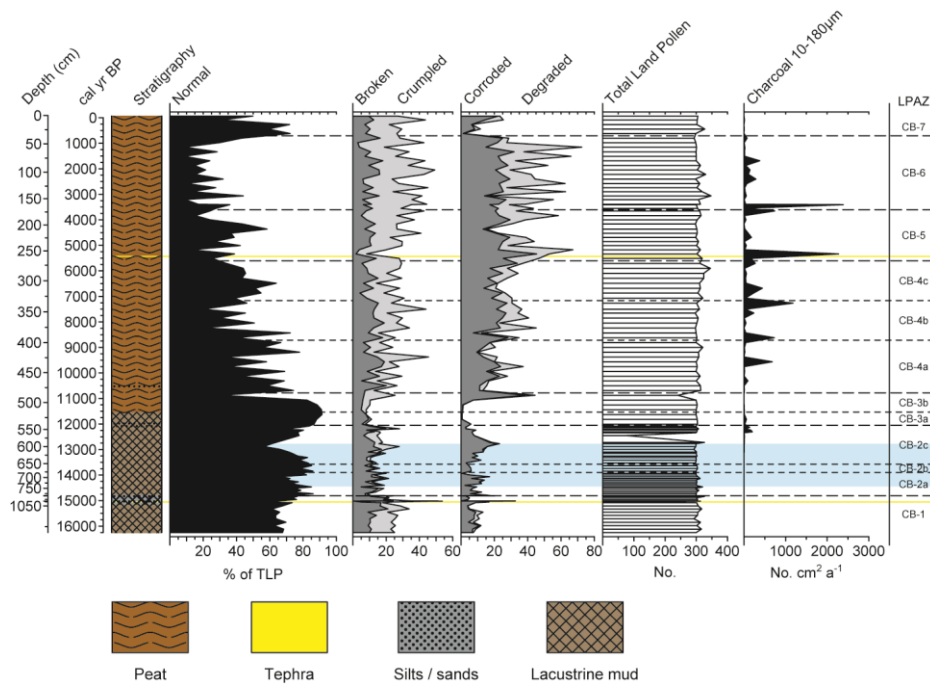 Depth (cm)
cal yr BP
Stratigraphy
Normal
Broken
Crumpled
Corroded
Degraded
Total Land Pollen
Charcoal 10-180µm
LPAZ
0
50
100
150
200
250
300
350
400
450
500
550
600
650
700
750
1050
0
1000
2000
3000
4000
5000
6000
7000
8000
9000
10000
11000
12000
13000
14000
15000
16000
CB-7
CB-6
CB-5
CB-4c
CB-4b
CB-4a
CB-3b
CB-3a
CB-2c
CB-2b
CB-2a
CB-1
20 40 60 80 100
20 40 60
20 40 60 80
100 200 300 400
1000 2000 3000
% of TLP
No.
No. cm² a⁻¹
Peat
Tephra
Silts / sands
Lacustrine mud